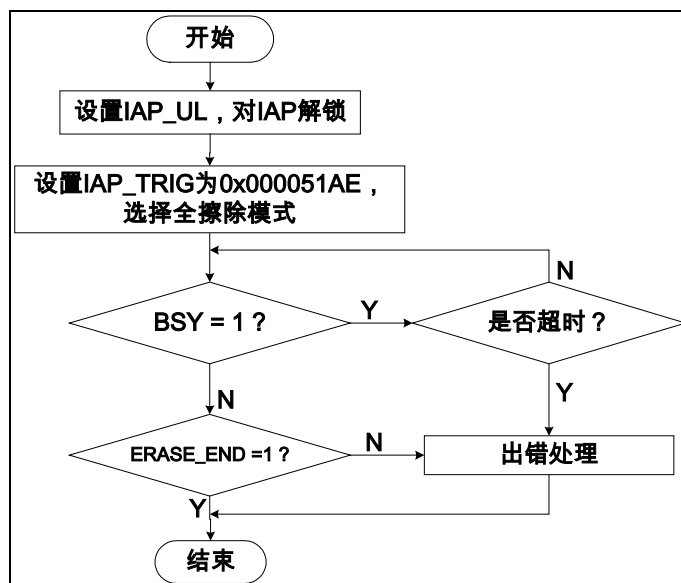 开始
设置IAP_UL，对IAP解锁
设置IAP_TRIG为0x000051AE，
选择全擦除模式
N
BSY = 1？
Y
是否超时？
N
Y
ERASE_END =1？
N
出错处理
Y
结束